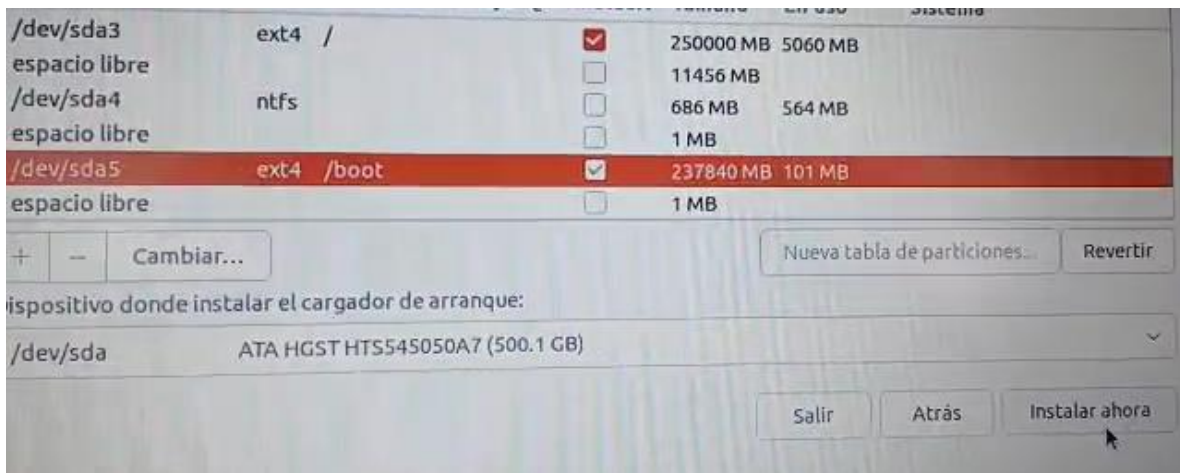 /dev/sda3 ext4 / 250000 MB 5060 MB
espacio libre 11456 MB
/dev/sda4 ntfs 686 MB 564 MB
espacio libre 1 MB
/dev/sda5 ext4 /boot 237840 MB 101 MB
espacio libre 1 MB
+ − Cambiar... Nueva tabla de particiones... Revertir
ispositivo donde instalar el cargador de arranque:
/dev/sda ATA HGST HTS545050A7 (500.1 GB)
Salir Atrás Instalar ahora